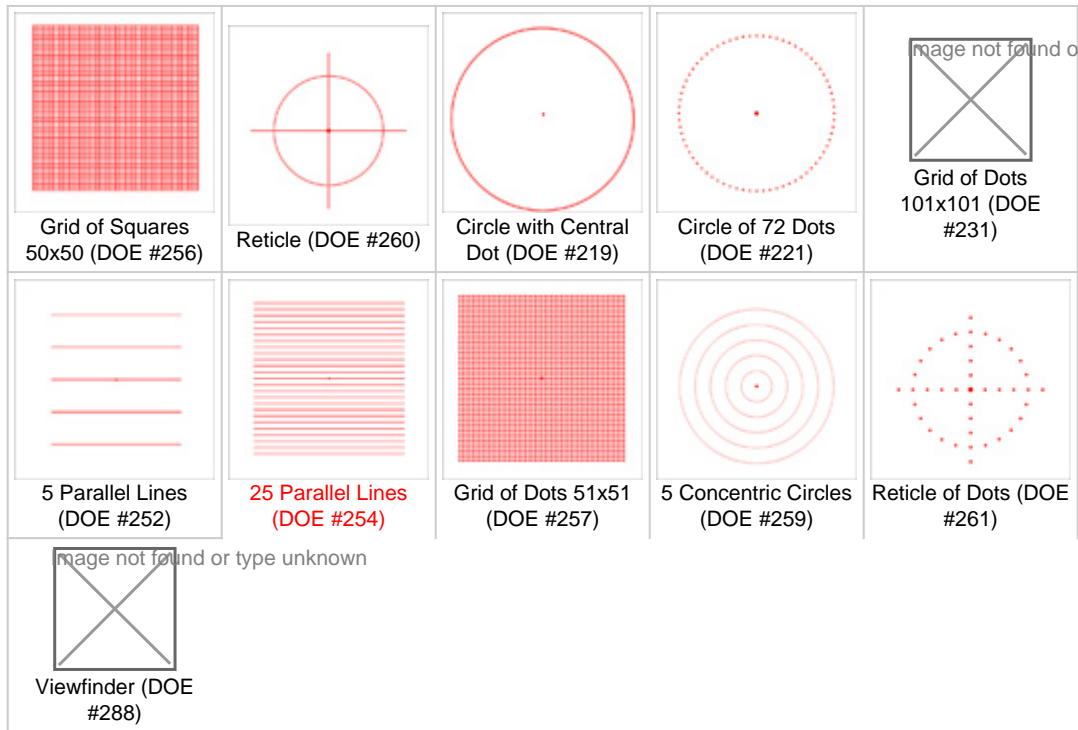 Grid of Squares
50x50 (DOE #256)
Reticle (DOE #260)
Circle with Central
Dot (DOE #219)
Circle of 72 Dots
(DOE #221)
Image not found o
Grid of Dots
101x101 (DOE
#231)
5 Parallel Lines
(DOE #252)
25 Parallel Lines
(DOE #254)
Grid of Dots 51x51
(DOE #257)
5 Concentric Circles
(DOE #259)
Reticle of Dots (DOE
#261)
Image not found or type unknown
Viewfinder (DOE
#288)